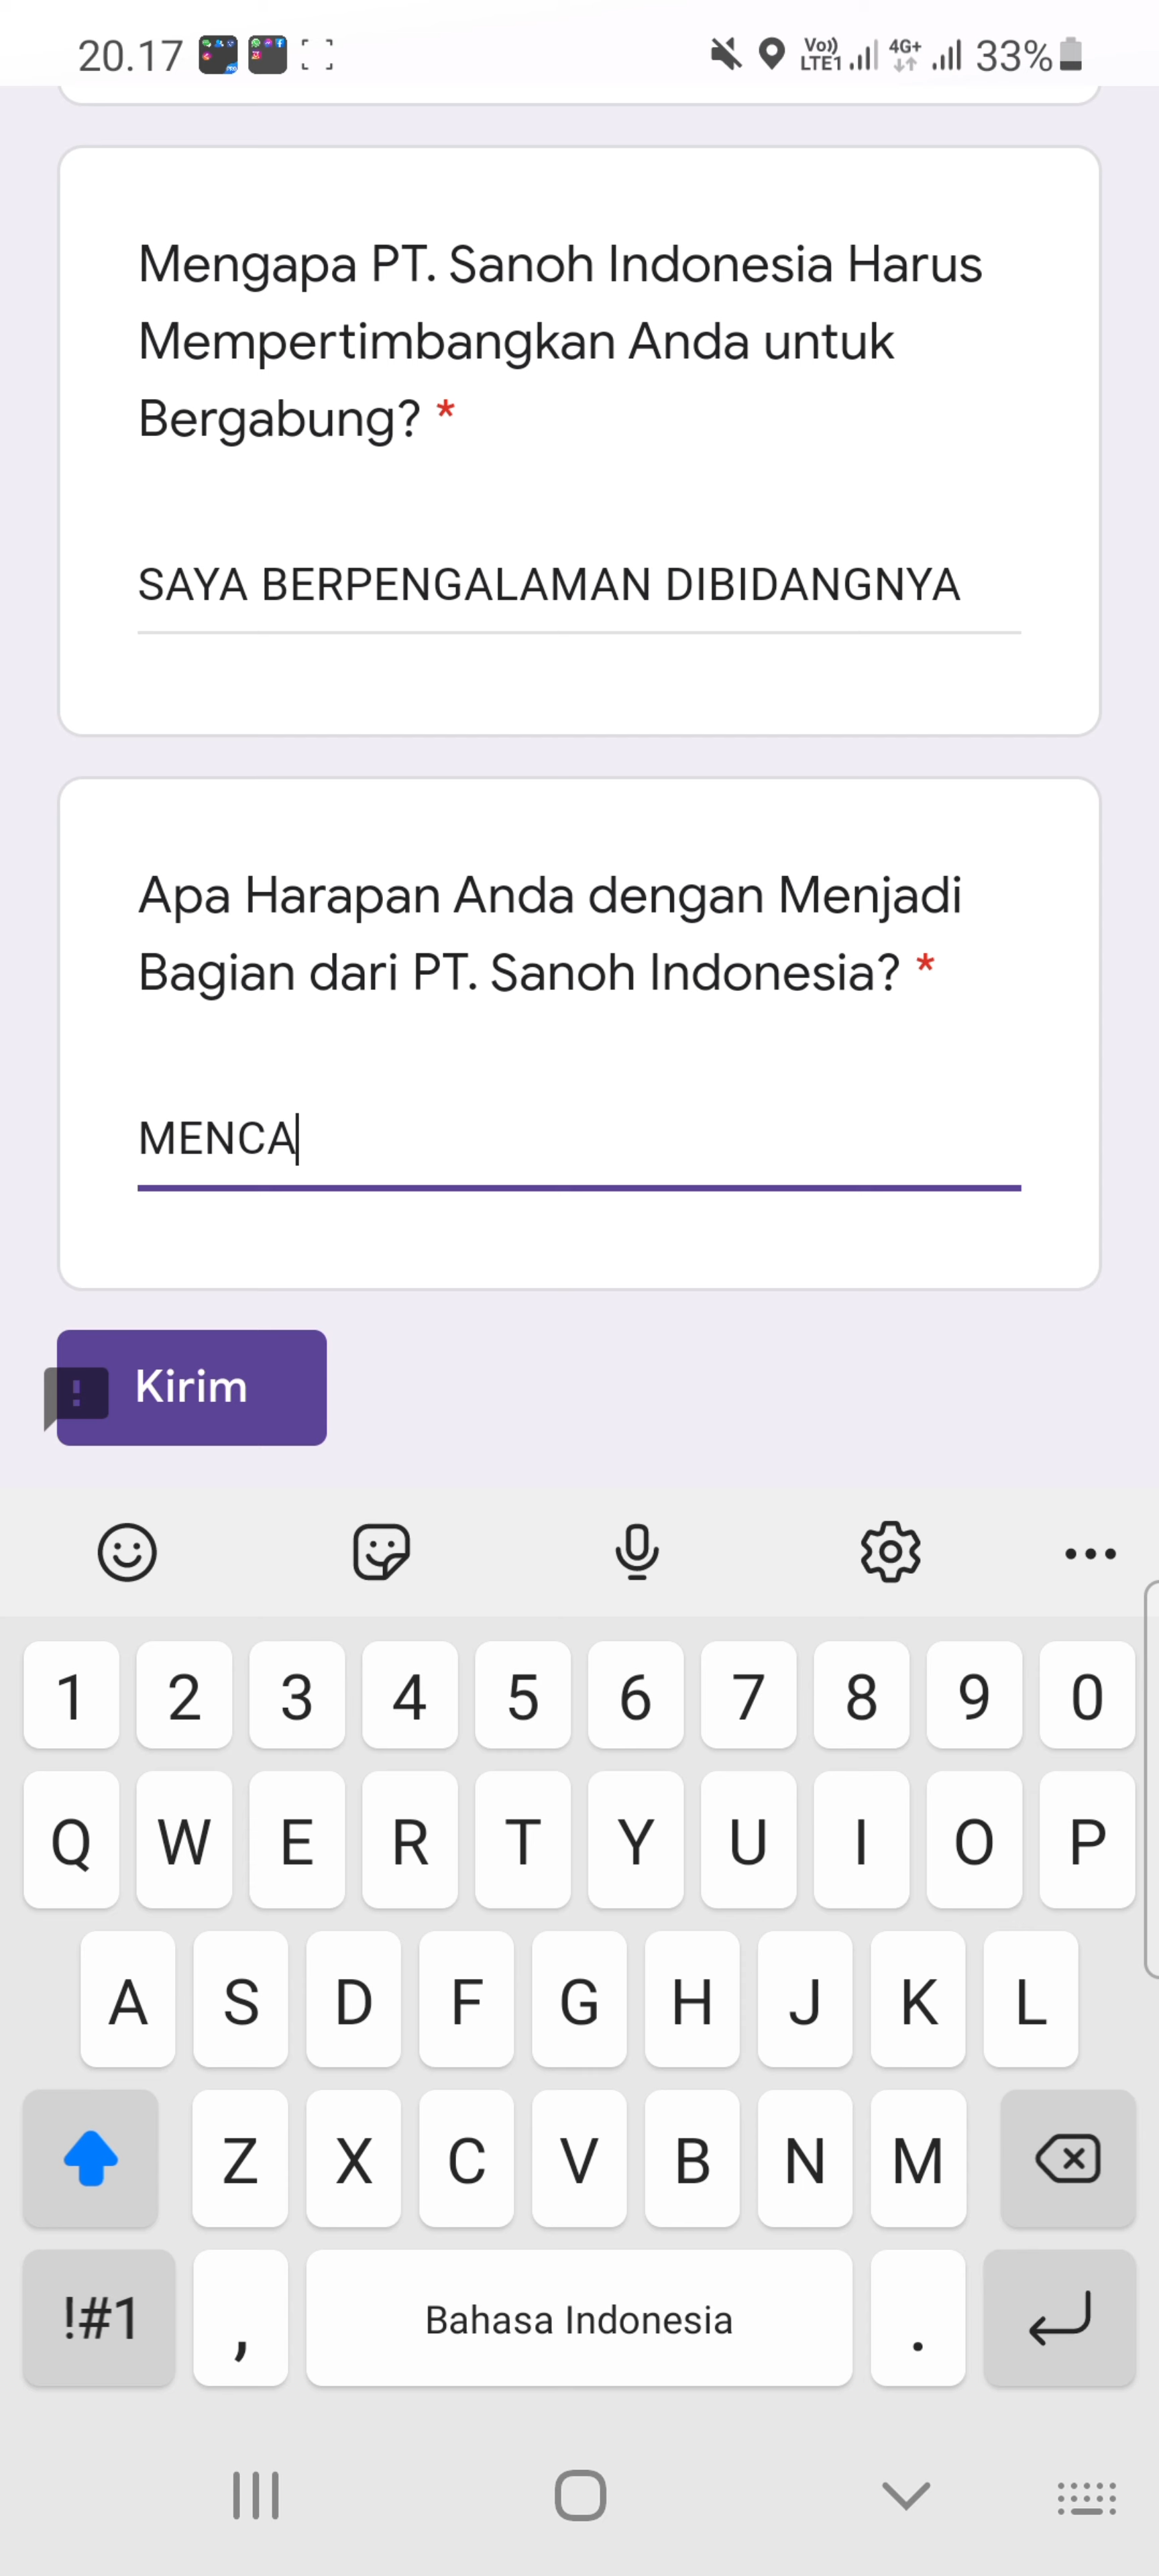 20.17 Vo)) LTE1 4G+ 33%
Mengapa PT. Sanoh Indonesia Harus
Mempertimbangkan Anda untuk
Bergabung? *
SAYA BERPENGALAMAN DIBIDANGNYA
Apa Harapan Anda dengan Menjadi
Bagian dari PT. Sanoh Indonesia? *
MENCA
Kirim
1 2 3 4 5 6 7 8 9 0
Q W E R T Y U I O P
A S D F G H J K L
Z X C V B N M
!#1 , Bahasa Indonesia .